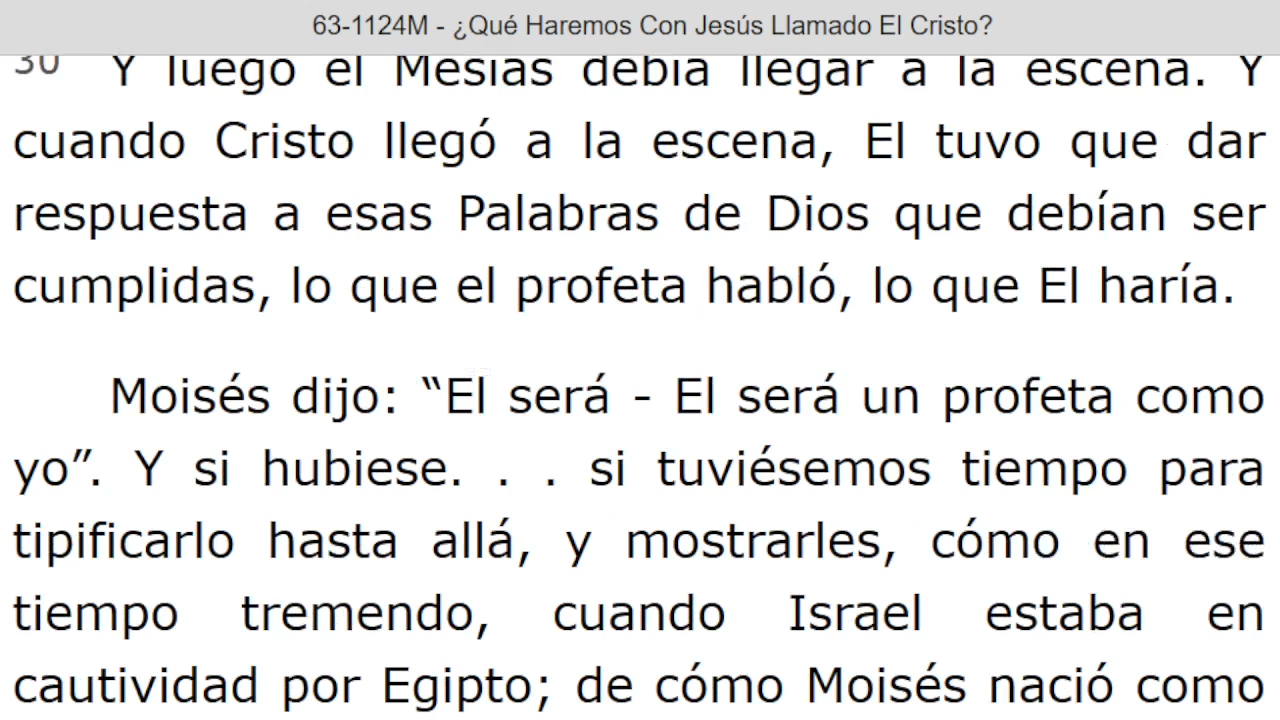 63-1124M - ¿Qué Haremos Con Jesús Llamado El Cristo?
30 Y luego el Mesías debía llegar a la escena. Y
cuando Cristo llegó a la escena, El tuvo que dar
respuesta a esas Palabras de Dios que debían ser
cumplidas, lo que el profeta habló, lo que El haría.
Moisés dijo: “El será - El será un profeta como
yo”. Y si hubiese. . . si tuviésemos tiempo para
tipificarlo hasta allá, y mostrarles, cómo en ese
tiempo tremendo, cuando Israel estaba en
cautividad por Egipto; de cómo Moisés nació como